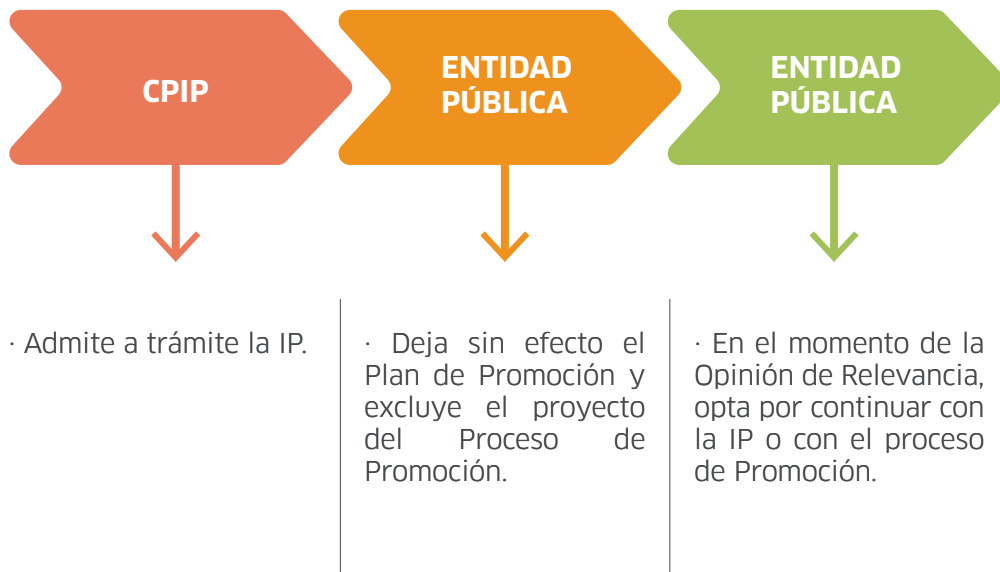 CPIP
ENTIDAD
PÚBLICA
ENTIDAD
PÚBLICA
· Admite a trámite la IP.
· Deja sin efecto el
Plan de Promoción y
excluye el proyecto
del Proceso de
Promoción.
· En el momento de la
Opinión de Relevancia,
opta por continuar con
la IP o con el proceso
de Promoción.